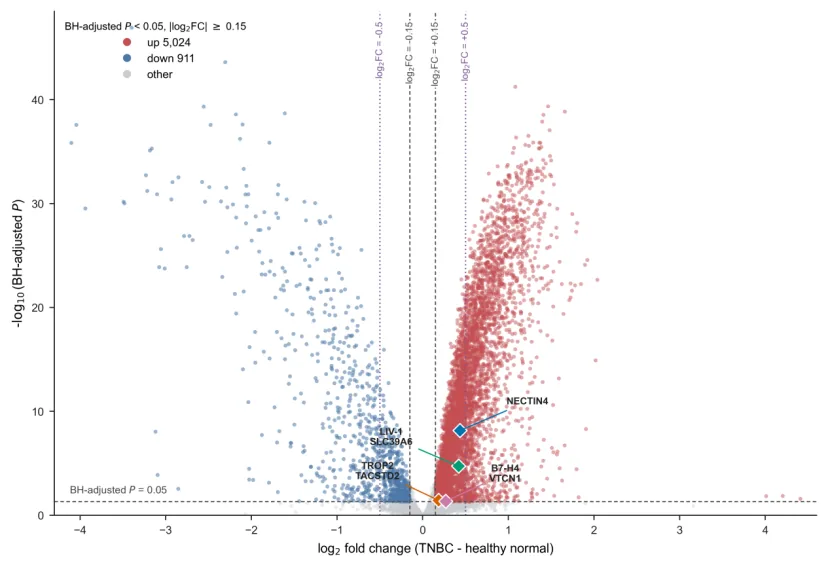 BH-adjusted P < 0.05, |log₂FC| ≥ 0.15
up 5,024
down 911
other
log₂FC = -0.5
log₂FC = -0.15
log₂FC = +0.15
log₂FC = +0.5
-log₁₀ (BH-adjusted P)
40
30
20
10
0
NECTIN4
LIV-1
SLC39A6
TROP2
TACSTD2
B7-H4
VTCN1
BH-adjusted P = 0.05
−4
−3
−2
−1
0
1
2
3
4
log₂ fold change (TNBC - healthy normal)